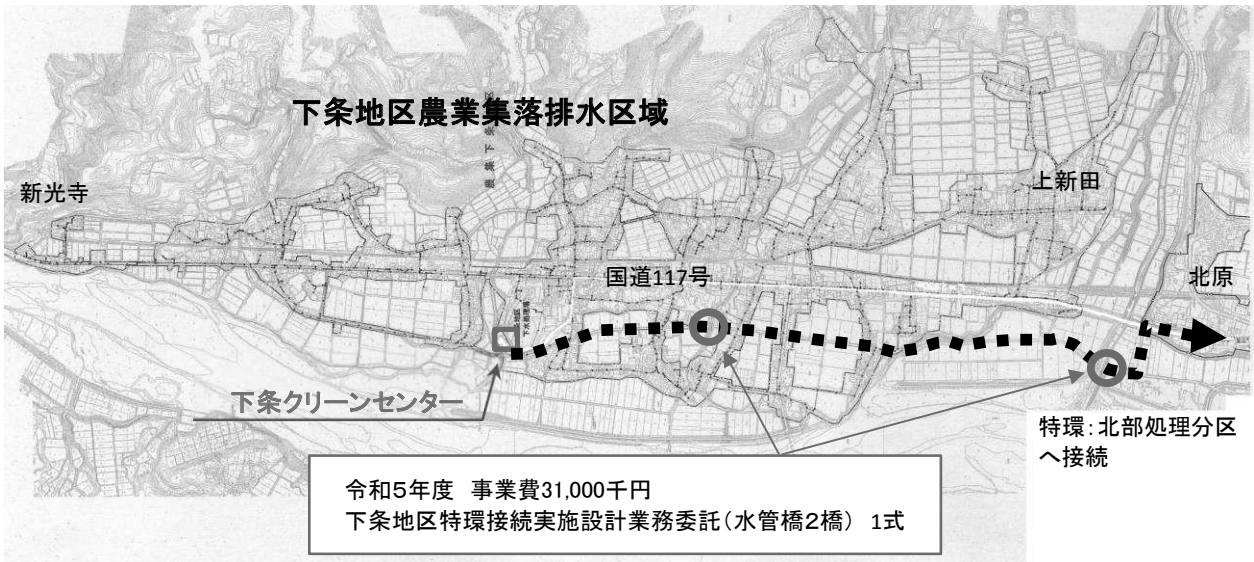 下条地区農業集落排水区域
新光寺
上新田
国道117号
北原
下条クリーンセンター
特環：北部処理分区
へ接続
令和５年度　事業費31,000千円
下条地区特環接続実施設計業務委託（水管橋２橋）　1式